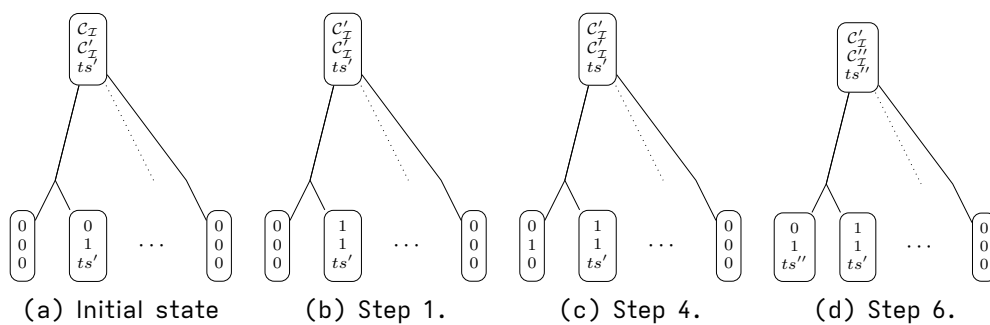 𝒞_ℐ
𝒞′_ℐ
ts′
0
0
0
0
1
ts′
...
0
0
0
(a) Initial state
𝒞′_ℐ
𝒞′_ℐ
ts′
0
0
0
1
1
ts′
...
0
0
0
(b) Step 1.
𝒞′_ℐ
𝒞′_ℐ
ts′
0
1
0
1
1
ts′
...
0
0
0
(c) Step 4.
𝒞′_ℐ
𝒞″_ℐ
ts″
0
1
ts″
1
1
ts′
...
0
0
0
(d) Step 6.